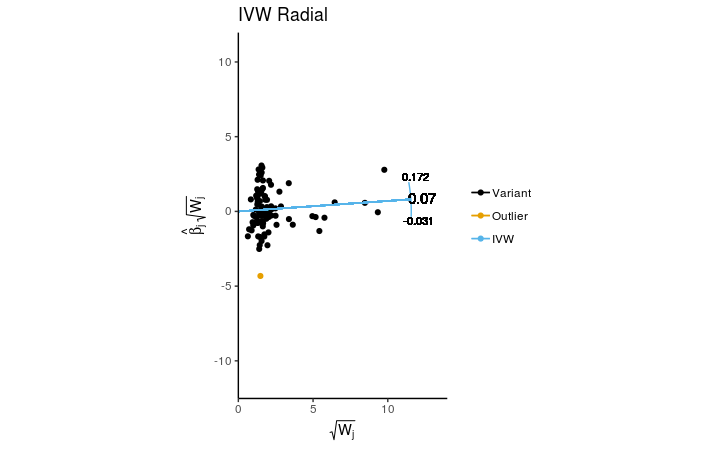 IVW Radial
10
5
0
-5
-10
β̂j√Wj
0.172
0.07
-0.031
Variant
Outlier
IVW
0 5 10
√Wj